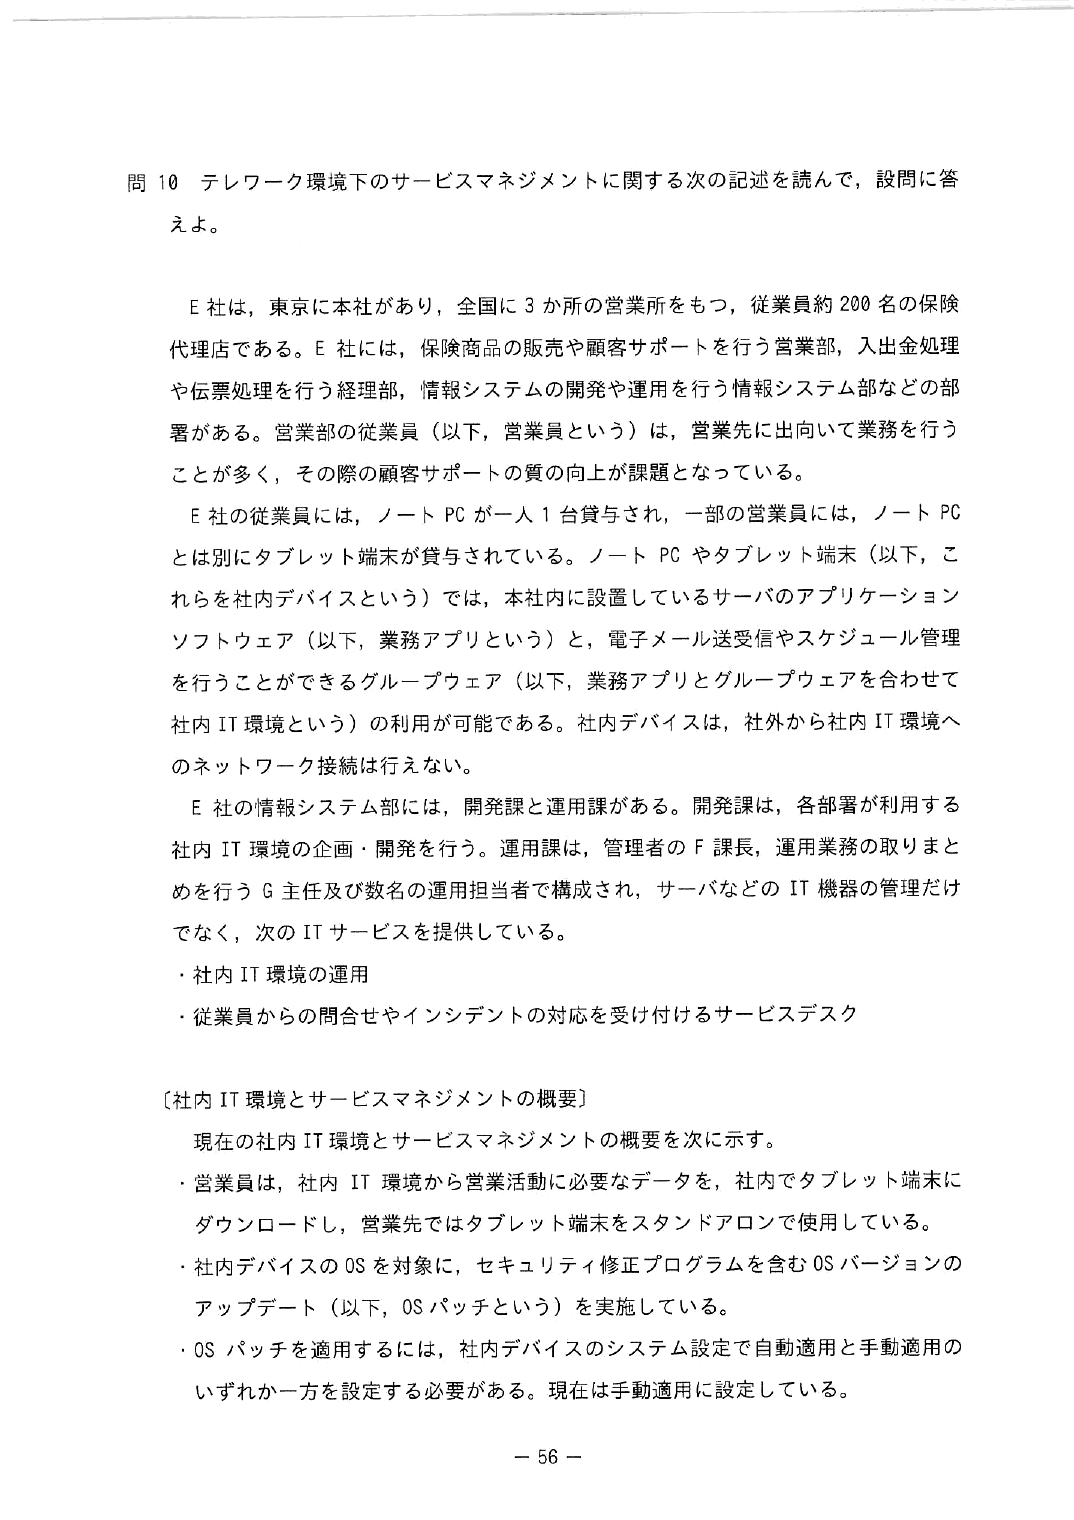 問 10 テレワーク環境下のサービスマネジメントに関する次の記述を読んで，設問に答
えよ。
E 社は，東京に本社があり，全国に 3 か所の営業所をもつ，従業員約 200 名の保険
代理店である。E 社には，保険商品の販売や顧客サポートを行う営業部，入出金処理
や伝票処理を行う経理部，情報システムの開発や運用を行う情報システム部などの部
署がある。営業部の従業員（以下，営業員という）は，営業先に出向いて業務を行う
ことが多く，その際の顧客サポートの質の向上が課題となっている。
E 社の従業員には，ノート PC が一人 1 台貸与され，一部の営業員には，ノート PC
とは別にタブレット端末が貸与されている。ノート PC やタブレット端末（以下，こ
れらを社内デバイスという）では，本社内に設置しているサーバのアプリケーション
ソフトウェア（以下，業務アプリという）と，電子メール送受信やスケジュール管理
を行うことができるグループウェア（以下，業務アプリとグループウェアを合わせて
社内 IT 環境という）の利用が可能である。社内デバイスは，社外から社内 IT 環境へ
のネットワーク接続は行えない。
E 社の情報システム部には，開発課と運用課がある。開発課は，各部署が利用する
社内 IT 環境の企画・開発を行う。運用課は，管理者の F 課長，運用業務の取りまと
めを行う G 主任及び数名の運用担当者で構成され，サーバなどの IT 機器の管理だけ
でなく，次の IT サービスを提供している。
・社内 IT 環境の運用
・従業員からの問合せやインシデントの対応を受け付けるサービスデスク
〔社内 IT 環境とサービスマネジメントの概要〕
現在の社内 IT 環境とサービスマネジメントの概要を次に示す。
・営業員は，社内 IT 環境から営業活動に必要なデータを，社内でタブレット端末に
ダウンロードし，営業先ではタブレット端末をスタンドアロンで使用している。
・社内デバイスの OS を対象に，セキュリティ修正プログラムを含む OS バージョンの
アップデート（以下，OS パッチという）を実施している。
・OS パッチを適用するには，社内デバイスのシステム設定で自動適用と手動適用の
いずれか一方を設定する必要がある。現在は手動適用に設定している。
— 56 —